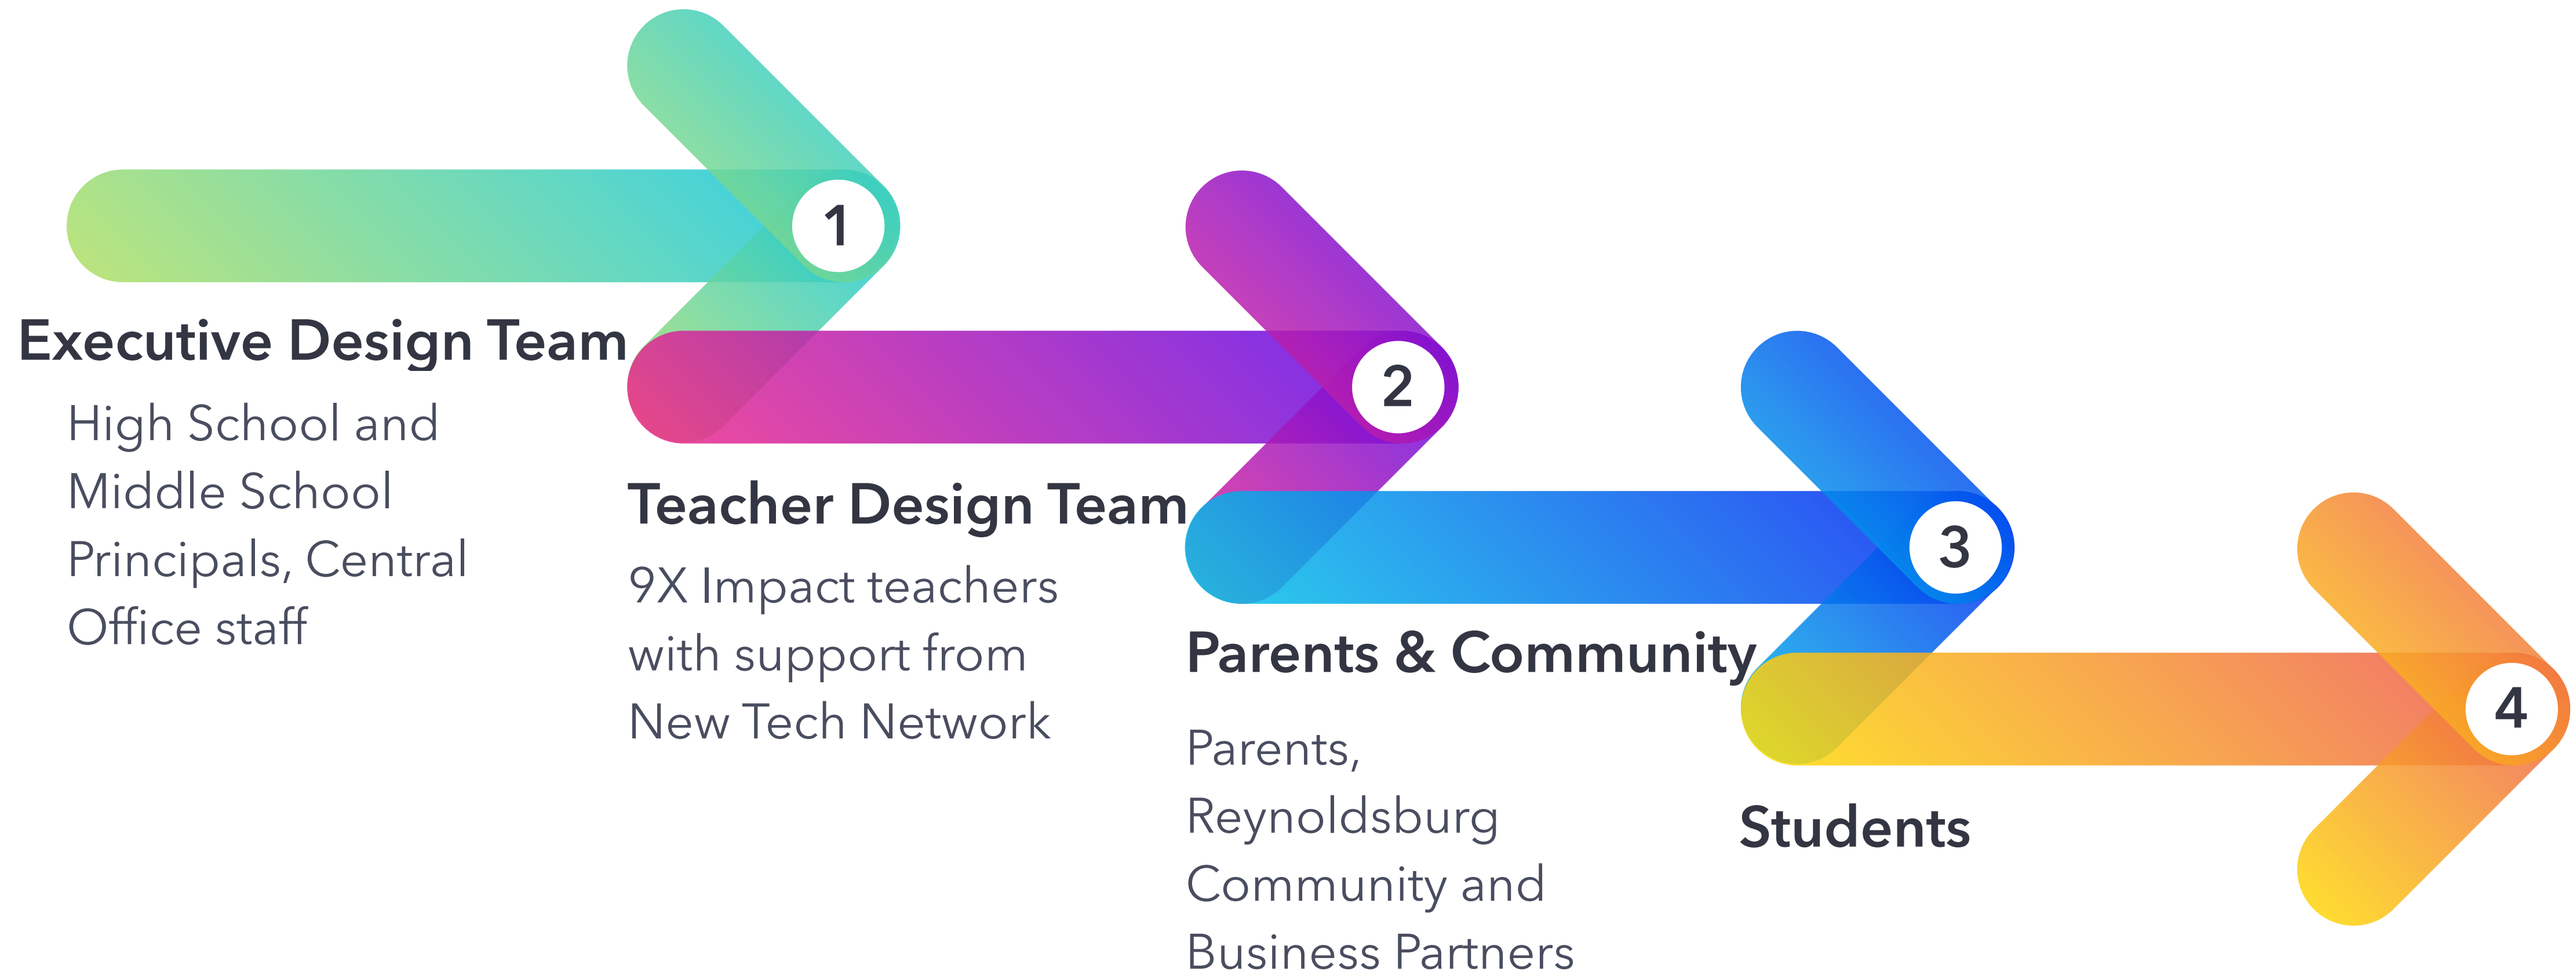 1
Executive Design Team
High School and
Middle School
Principals, Central
Office staff
2
Teacher Design Team
9X Impact teachers
with support from
New Tech Network
3
Parents & Community
Parents,
Reynoldsburg
Community and
Business Partners
4
Students